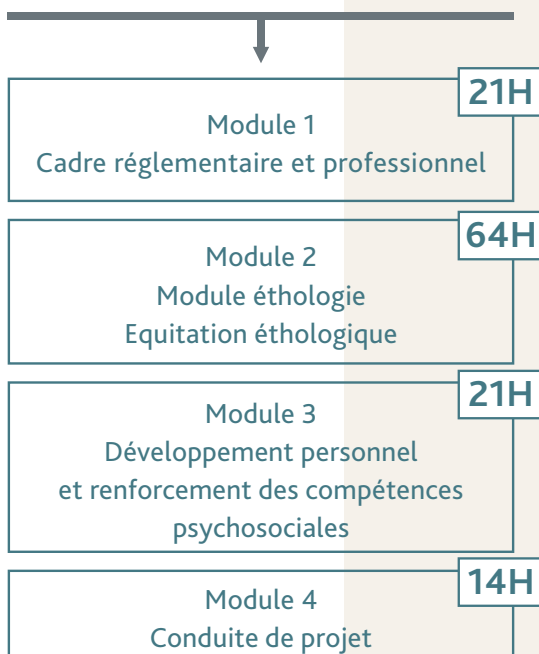 21H
Module 1
Cadre réglementaire et professionnel
64H
Module 2
Module éthologie
Equitation éthologique
21H
Module 3
Développement personnel
et renforcement des compétences
psychosociales
14H
Module 4
Conduite de projet